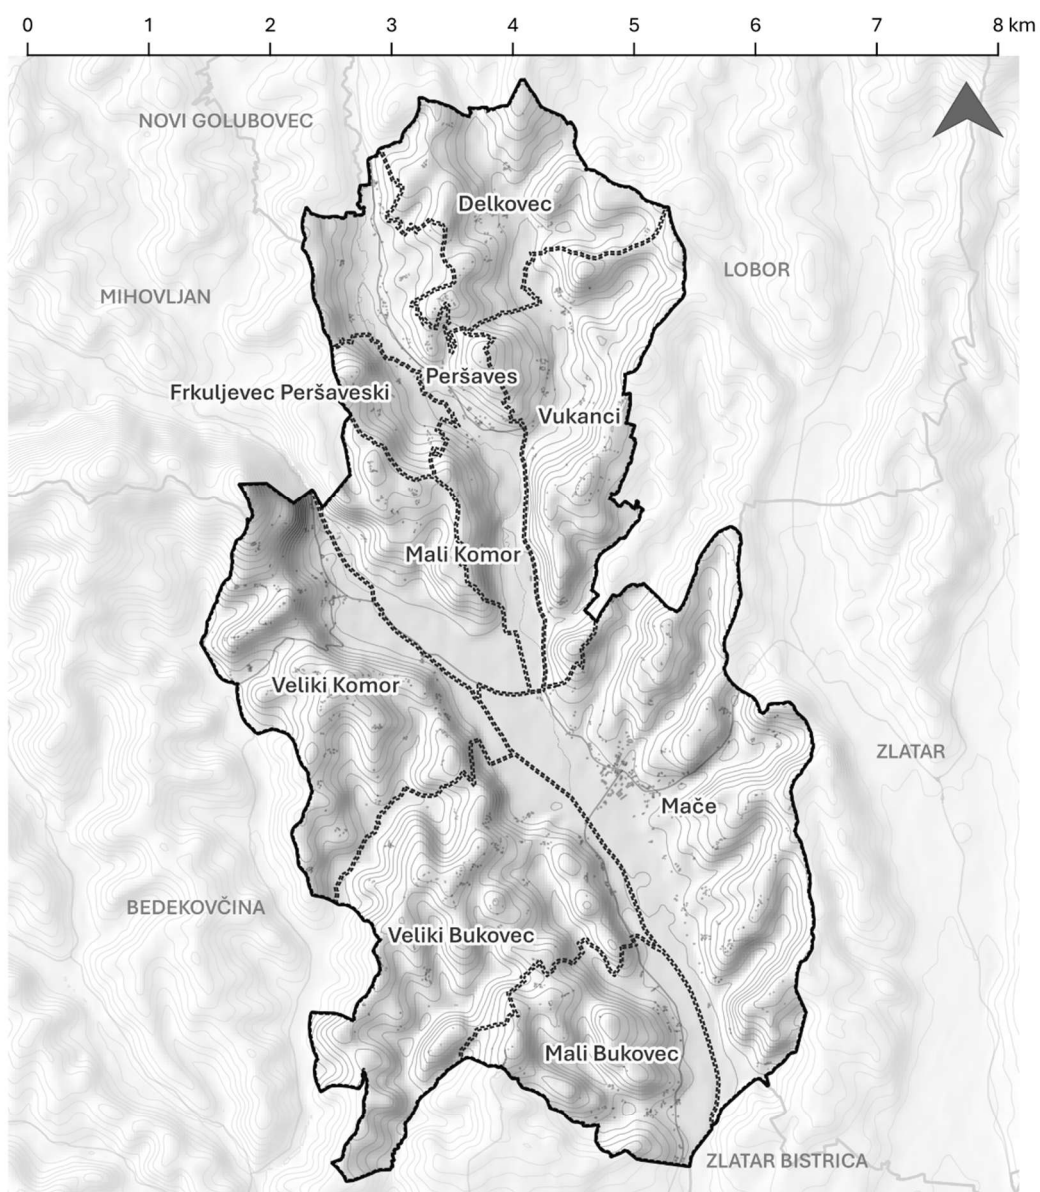 0 1 2 3 4 5 6 7 8 km
NOVI GOLUBOVEC
Delkovec
LOBOR
MIHOVLJAN
Peršaves
Frkuljevec Peršaveski
Vukanci
Mali Komor
Veliki Komor
ZLATAR
Mače
BEDEKOVČINA
Veliki Bukovec
Mali Bukovec
ZLATAR BISTRICA